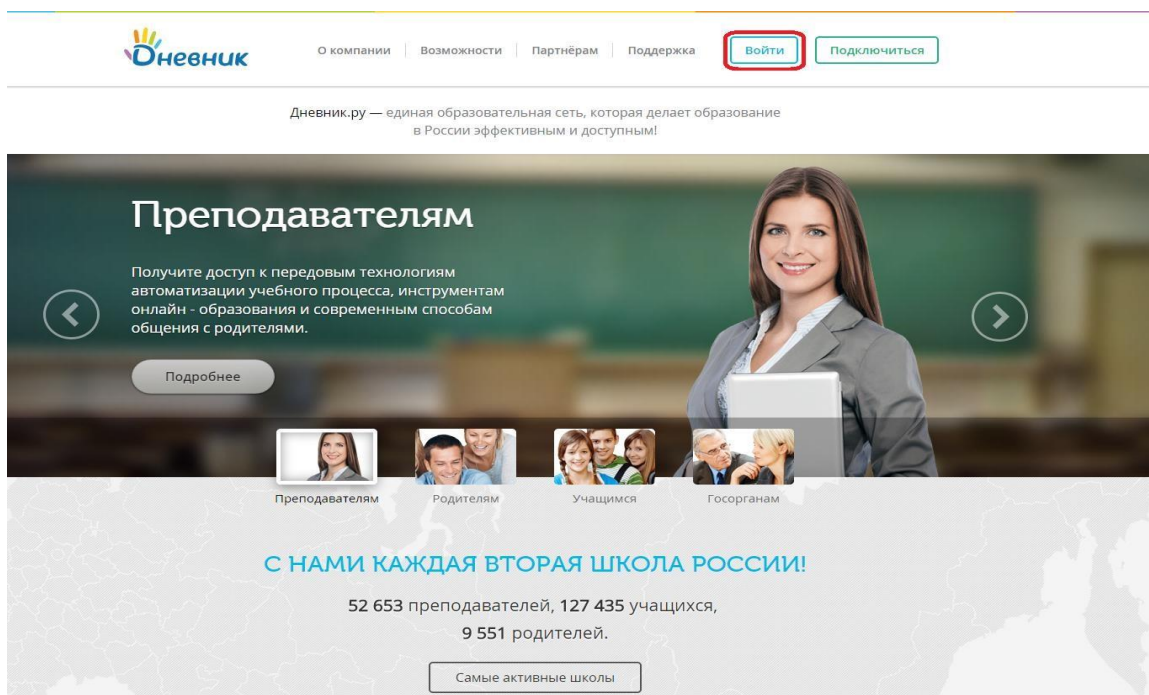 Дневник
О компании
Возможности
Партнёрам
Поддержка
Войти
Подключиться
Дневник.ру — единая образовательная сеть, которая делает образование
в России эффективным и доступным!
Преподавателям
Получите доступ к передовым технологиям
автоматизации учебного процесса, инструментам
онлайн - образования и современным способам
общения с родителями.
Подробнее
Преподавателям
Родителям
Учащимся
Госорганам
С НАМИ КАЖДАЯ ВТОРАЯ ШКОЛА РОССИИ!
52 653 преподавателей, 127 435 учащихся,
9 551 родителей.
Самые активные школы